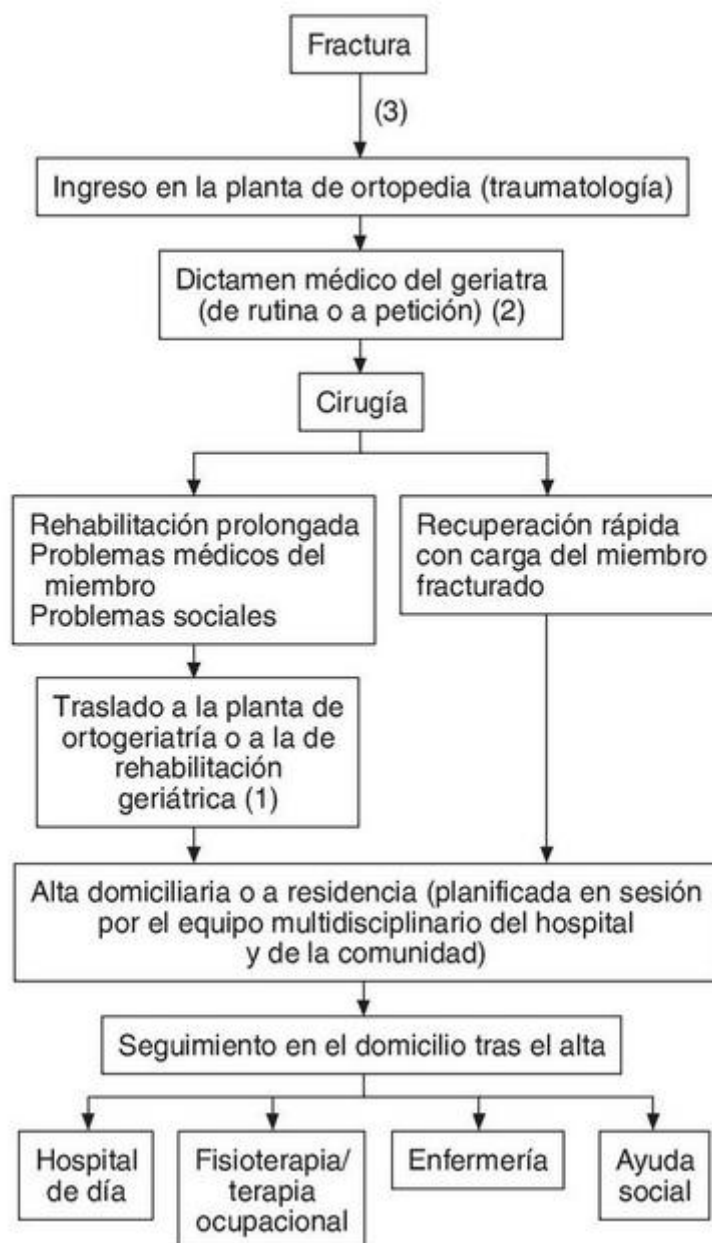 Fractura
(3)
Ingreso en la planta de ortopedia (traumatología)
Dictamen médico del geriatra
(de rutina o a petición) (2)
Cirugía
Rehabilitación prolongada
Problemas médicos del
miembro
Problemas sociales
Recuperación rápida
con carga del miembro
fracturado
Traslado a la planta de
ortogeriatría o a la de
rehabilitación
geriátrica (1)
Alta domiciliaria o a residencia (planificada en sesión
por el equipo multidisciplinario del hospital
y de la comunidad)
Seguimiento en el domicilio tras el alta
Hospital
de día
Fisioterapia/
terapia
ocupacional
Enfermería
Ayuda
social